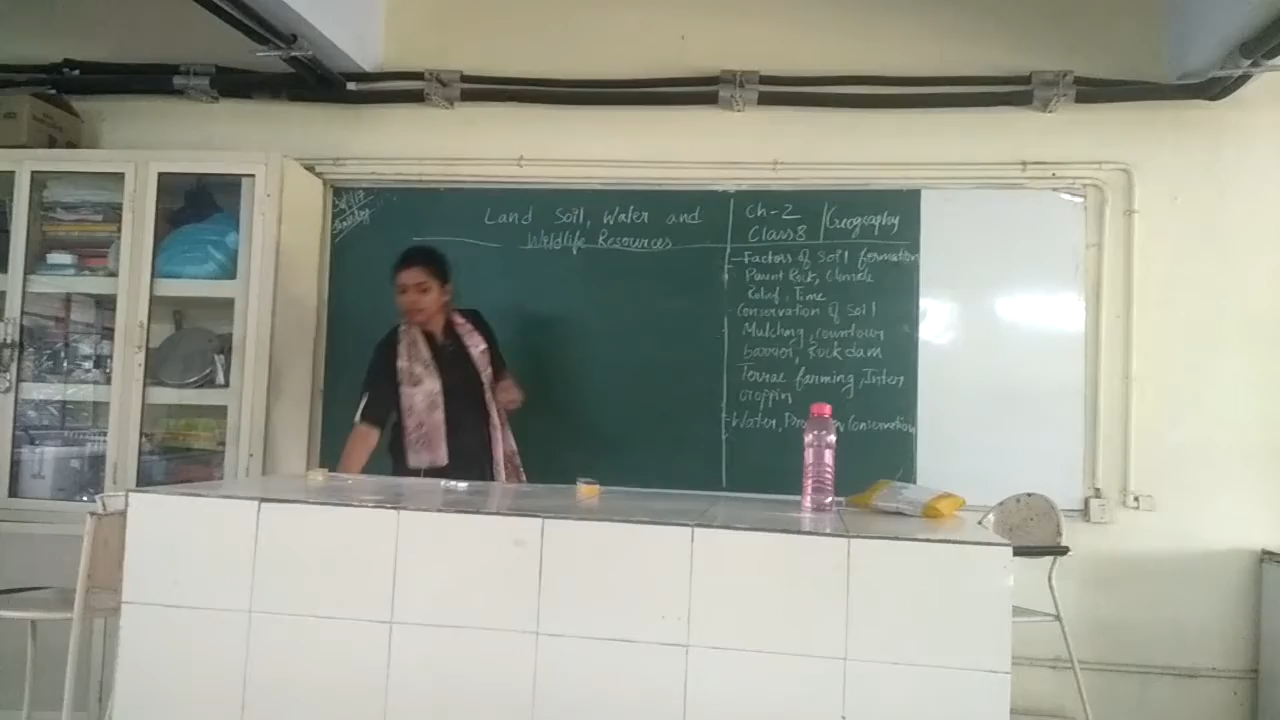 Land Soil, Water and
Wildlife Resources
Ch-2
Class 8
Geography
- Factors of Soil formation
Parent Rock, Climate
Relief, Time
- Conservation of Soil
Mulching, countour
barrier, Rock dam
Terrace farming, Inter
croppin
- Water, Conservation